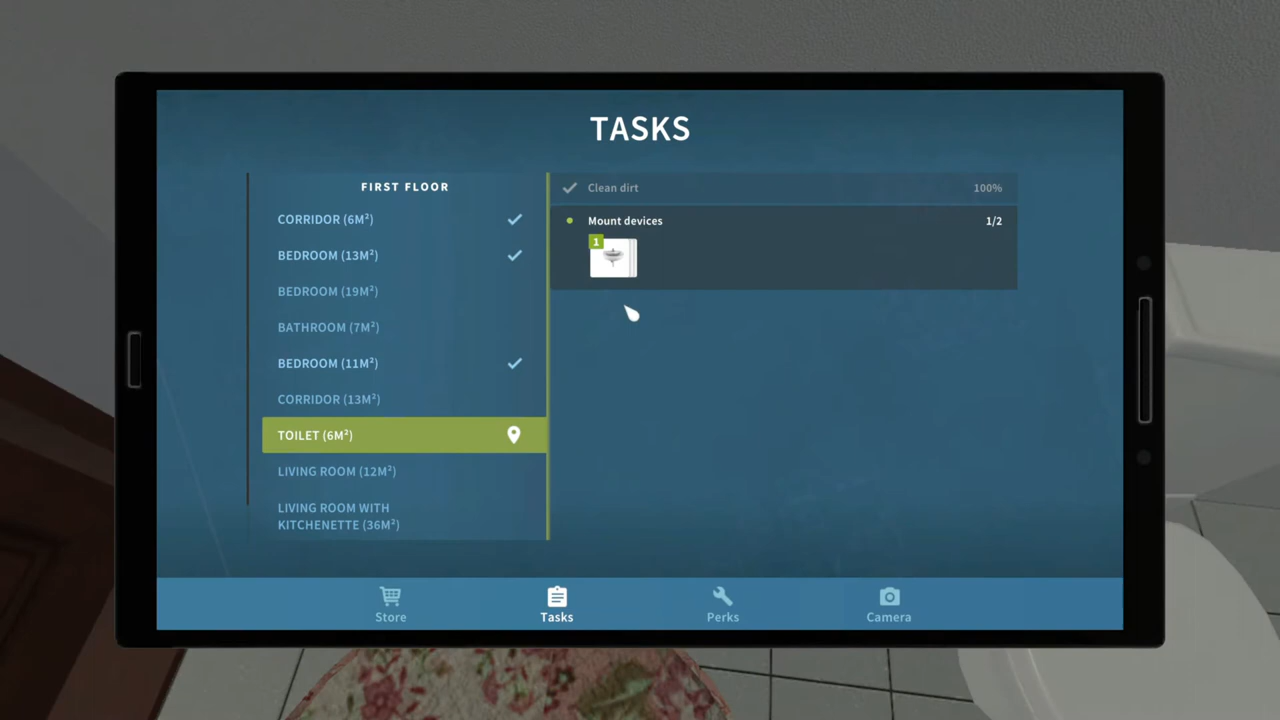 TASKS
FIRST FLOOR
CORRIDOR (6M²)
BEDROOM (13M²)
BEDROOM (19M²)
BATHROOM (7M²)
BEDROOM (11M²)
CORRIDOR (13M²)
TOILET (6M²)
LIVING ROOM (12M²)
LIVING ROOM WITH
KITCHENETTE (36M²)
Clean dirt 100%
Mount devices 1/2
1
Store Tasks Perks Camera